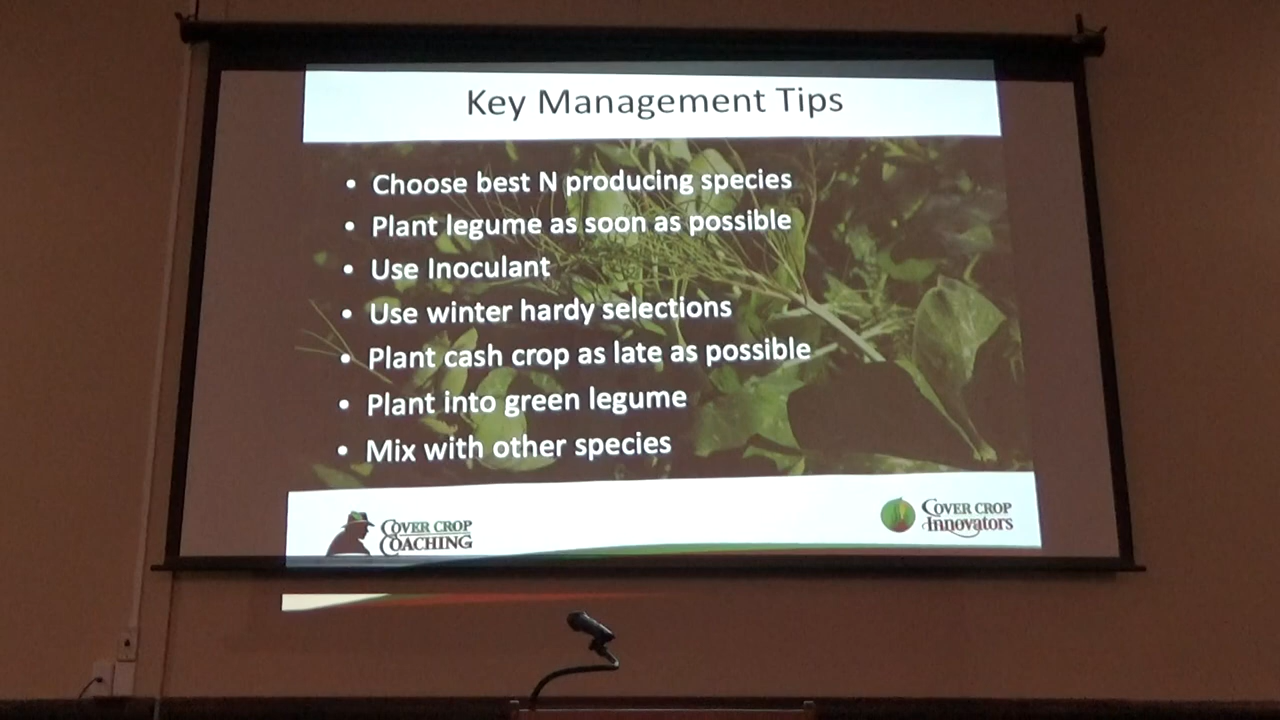 Key Management Tips
• Choose best N producing species
• Plant legume as soon as possible
• Use Inoculant
• Use winter hardy selections
• Plant cash crop as late as possible
• Plant into green legume
• Mix with other species
COVER CROP
COACHING
COVER CROP
INNOVATORS